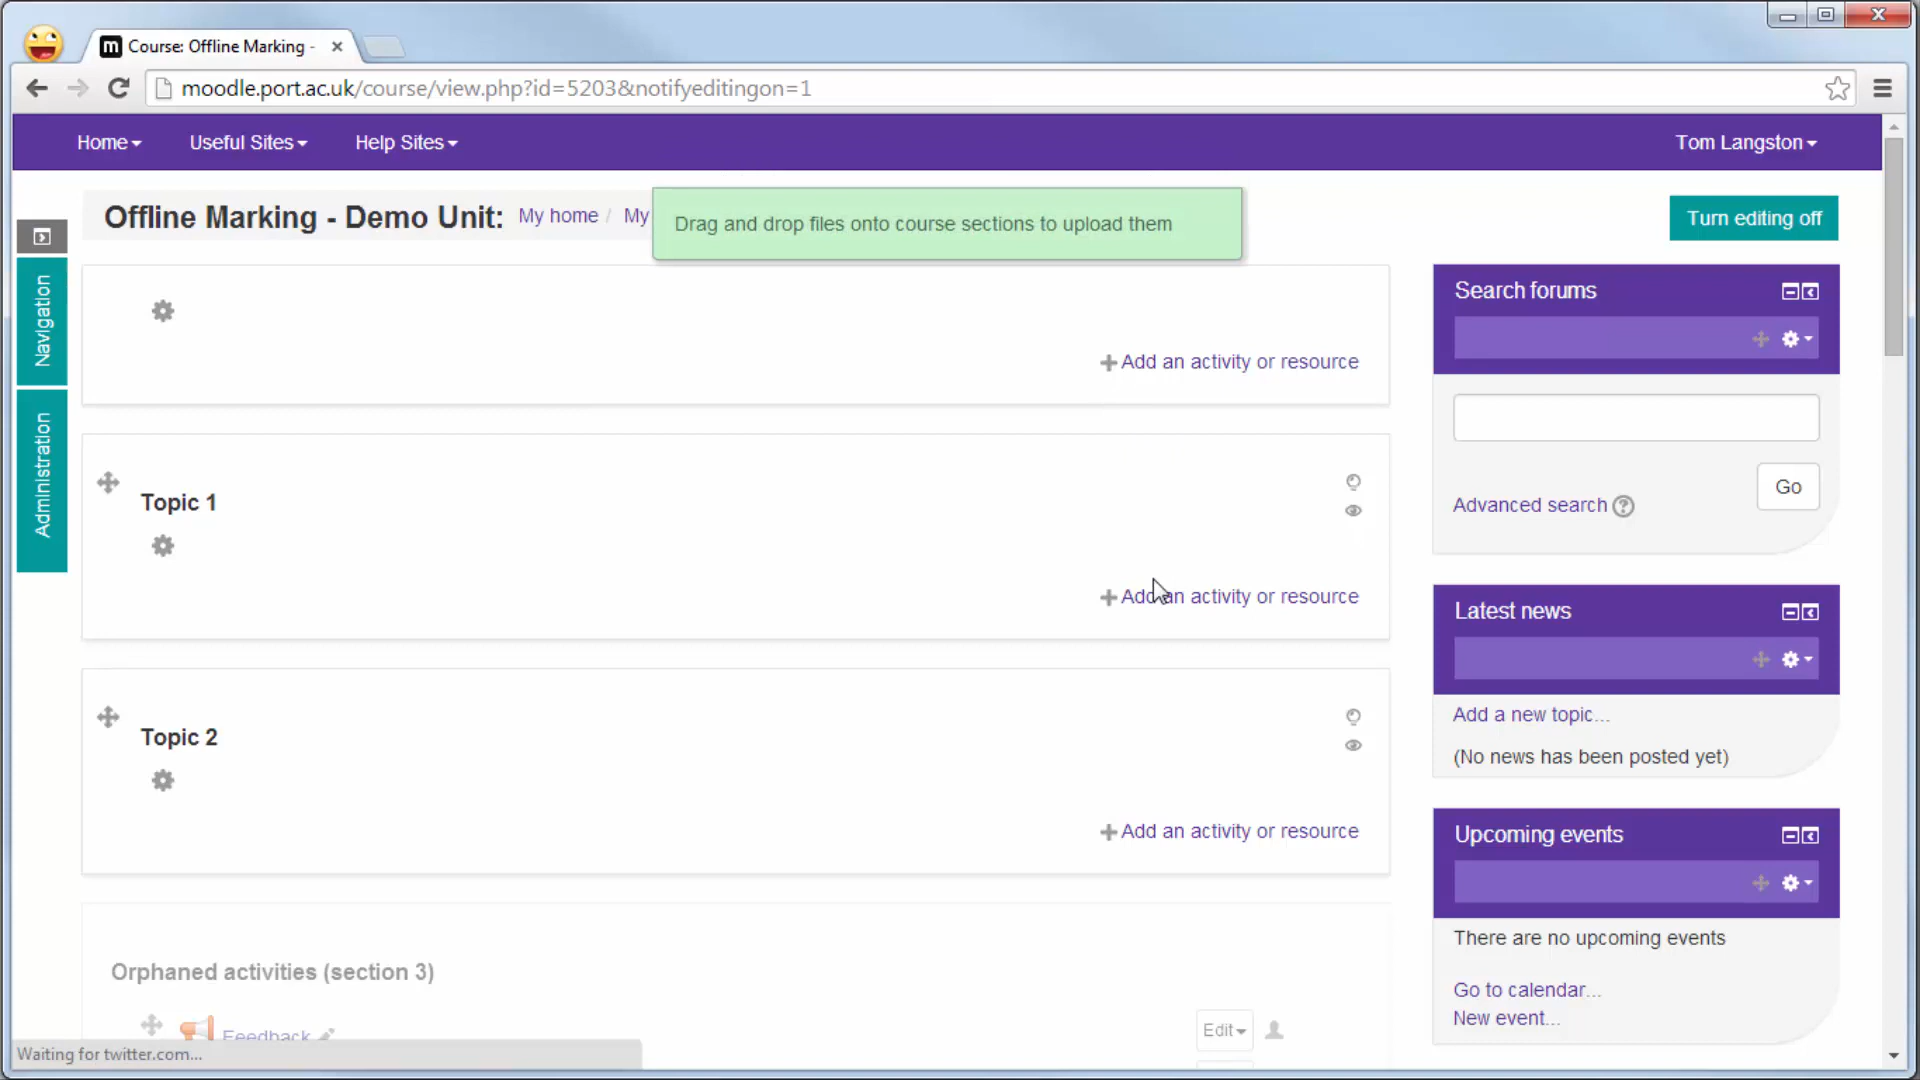 Course: Offline Marking -
moodle.port.ac.uk/course/view.php?id=5203&notifyeditingon=1
Home Useful Sites Help Sites Tom Langston
Offline Marking - Demo Unit: My home / My
Drag and drop files onto course sections to upload them
Turn editing off
Navigation
Administration
Add an activity or resource
Topic 1
Add an activity or resource
Topic 2
Add an activity or resource
Orphaned activities (section 3)
Feedback
Edit
Search forums
Go
Advanced search ?
Latest news
Add a new topic...
(No news has been posted yet)
Upcoming events
There are no upcoming events
Go to calendar...
New event...
Waiting for twitter.com...